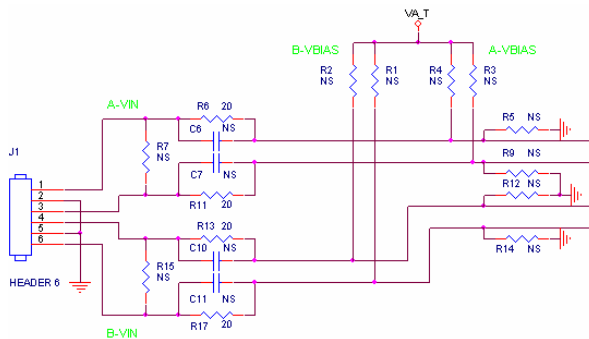 VA_T
B-VBIAS
A-VBIAS
R2
NS
R1
NS
R4
NS
R3
NS
A-VIN
R6 20
C6 NS
R5 NS
R7
NS
J1
C7 NS
R9 NS
R12 NS
1
2
3
4
5
6
R11 20
R13 20
C10 NS
R15
NS
R14 NS
HEADER 6
C11 NS
R17 20
B-VIN